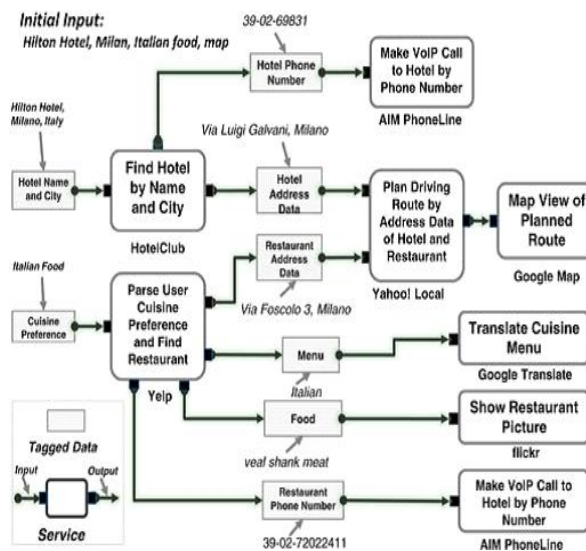 Initial Input:
Hilton Hotel, Milan, Italian food, map
39-02-69831
Hotel Phone
Number
Make VoIP Call
to Hotel by
Phone Number
AIM PhoneLine
Hilton Hotel,
Milano, Italy
Hotel Name
and City
Find Hotel
by Name
and City
HotelClub
Via Luigi Galvani, Milano
Hotel
Address
Data
Restaurant
Address
Data
Via Foscolo 3, Milano
Plan Driving
Route by
Address Data
of Hotel and
Restaurant
Yahoo! Local
Map View of
Planned
Route
Google Map
Italian Food
Cuisine
Preference
Parse User
Cuisine
Preference
and Find
Restaurant
Yelp
Menu
Italian
Translate Cuisine
Menu
Google Translate
Food
veal shank meat
Show Restaurant
Picture
flickr
Restaurant
Phone Number
39-02-72022411
Make VoIP Call to
Hotel by Phone
Number
AIM PhoneLine
Tagged Data
Input
Output
Service